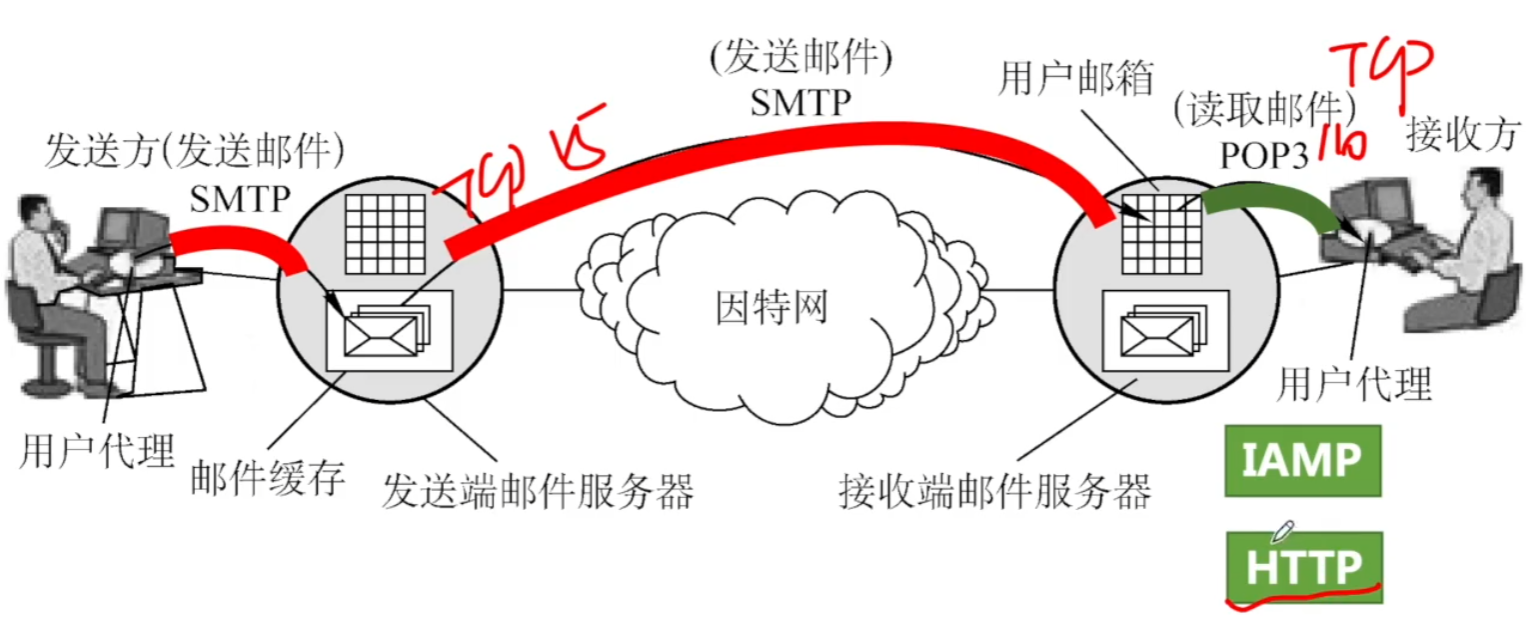 (发送邮件)
SMTP
用户邮箱
TCP
(读取邮件)
POP3 110
接收方
发送方(发送邮件)
SMTP
TCP 25
因特网
用户代理
邮件缓存
发送端邮件服务器
接收端邮件服务器
用户代理
IAMP
HTTP